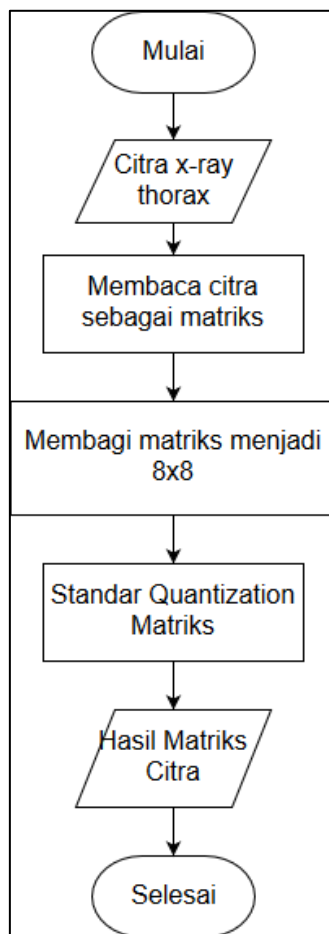 Mulai
Citra x-ray
thorax
Membaca citra
sebagai matriks
Membagi matriks menjadi
8x8
Standar Quantization
Matriks
Hasil Matriks
Citra
Selesai